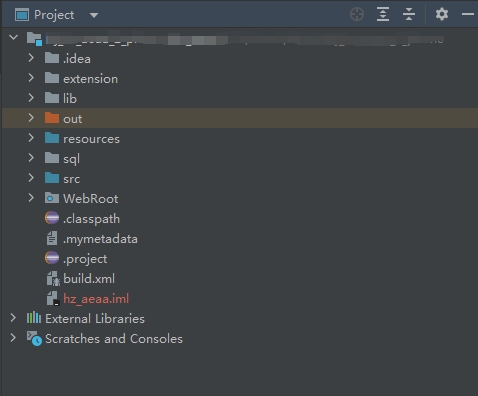 Project
.idea
extension
lib
out
resources
sql
src
WebRoot
.classpath
.mymetadata
.project
build.xml
hz_aeaa.iml
External Libraries
Scratches and Consoles